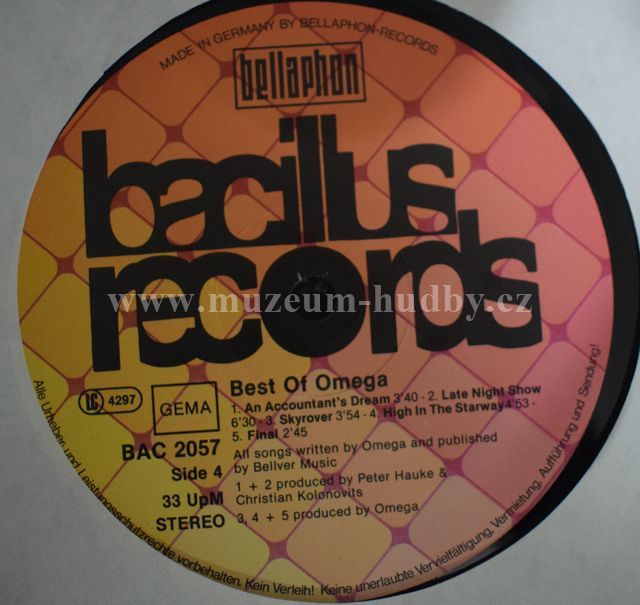 MADE IN GERMANY BY BELLAPHON-RECORDS
bellaphon
bacillus
records
www.muzeum-hudby.cz
LC 4297
GEMA
BAC 2057
Side 4
33 UpM
STEREO
Best Of Omega
1. An Accountant's Dream 3'40 - 2. Late Night Show
6'30 - 3. Skyrover 3'54 - 4. High In The Starway 4'53 -
5. Final 2'45
All songs written by Omega and published
by Bellver Music
1 + 2 produced by Peter Hauke &
Christian Kolonovits
3, 4 + 5 produced by Omega
Alle Urheber- und Leistungsschutzrechte vorbehalten. Kein Verleih! Keine unerlaubte Vervielfältigung, Vermietung, Aufführung und Sendung!